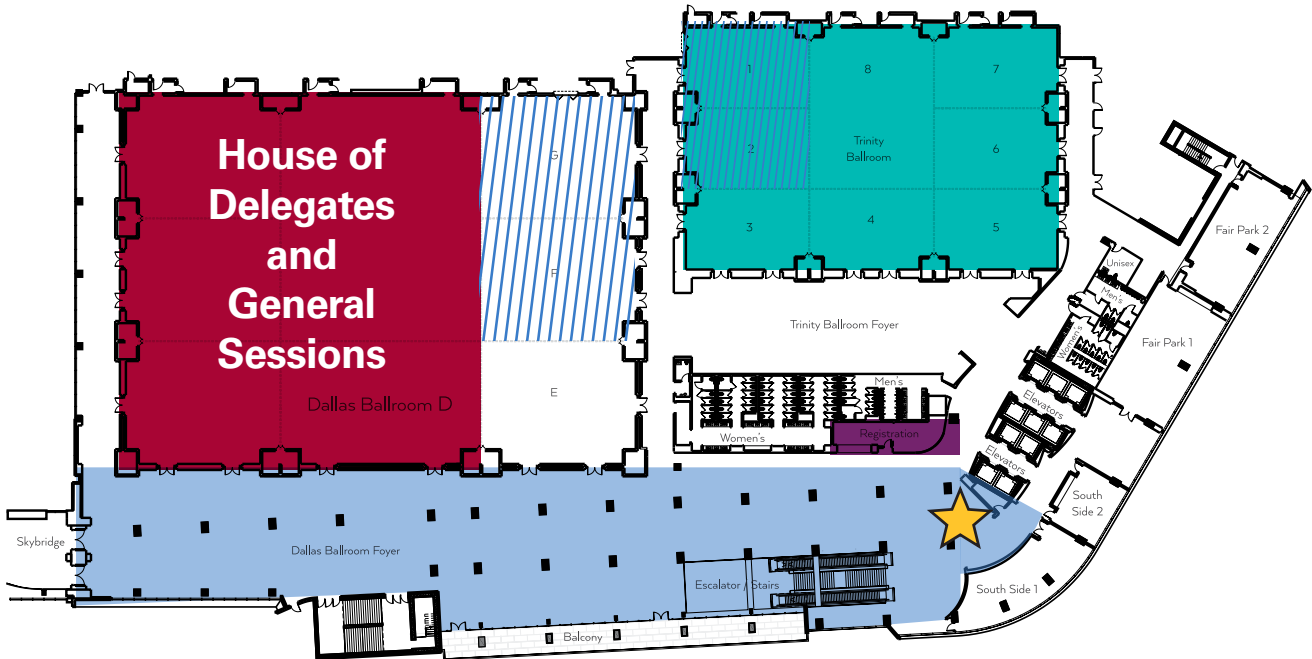 1
8
7
House of
Delegates
and
General
Sessions
G
2
Trinity
Ballroom
6
3
4
5
Fair Park 2
Unisex
Men's
F
Trinity Ballroom Foyer
Women's
Fair Park 1
Men's
E
Dallas Ballroom D
Elevators
Women's
Registration
Elevators
South
Side 2
Skybridge
Dallas Ballroom Foyer
Escalator / Stairs
South Side 1
Balcony